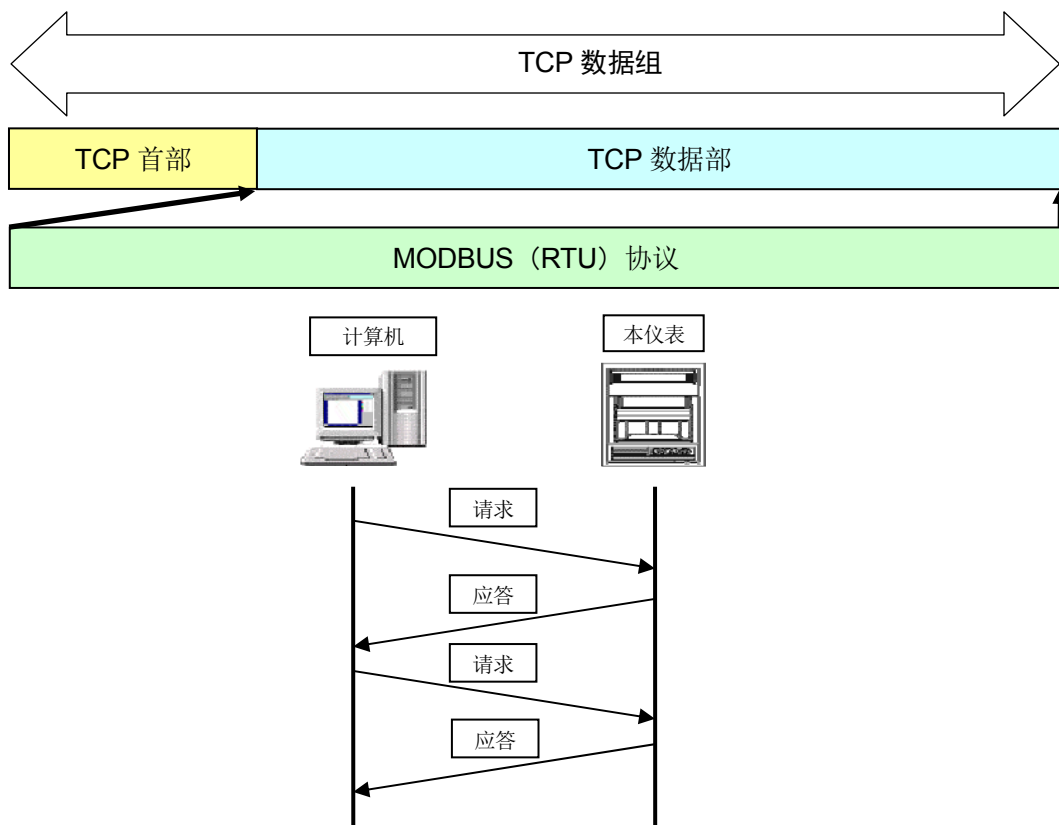 TCP 数据组
TCP 首部
TCP 数据部
MODBUS（RTU）协议
计算机
本仪表
请求
应答
请求
应答